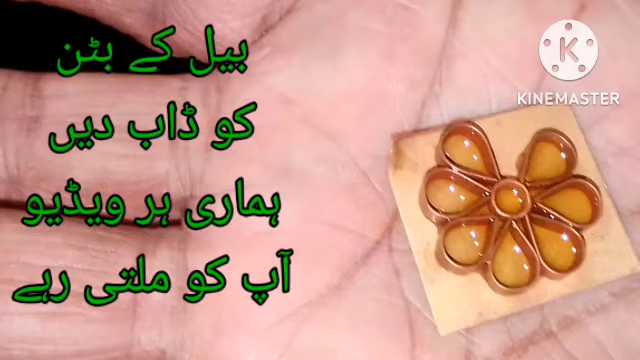 بیل کے بٹن
کو ڈاب دیں
ہماری ہر ویڈیو
آپ کو ملتی رہے
K
KINEMASTER